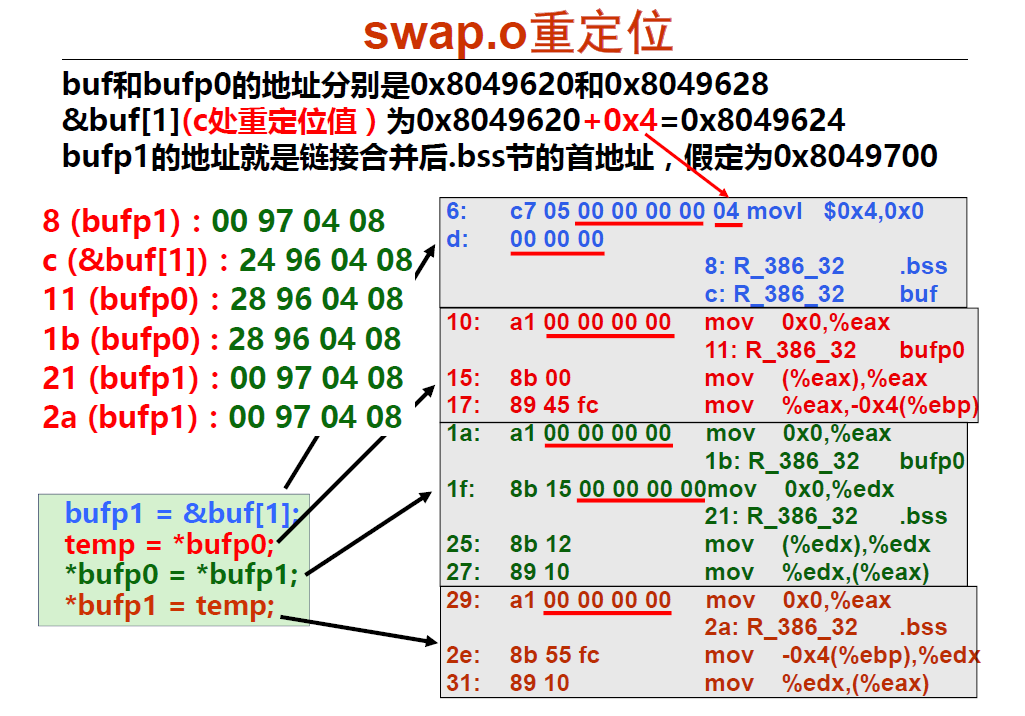 swap.o重定位
buf和bufp0的地址分别是0x8049620和0x8049628
&buf[1](c处重定位值）为0x8049620+0x4=0x8049624
bufp1的地址就是链接合并后.bss节的首地址，假定为0x8049700
8 (bufp1)：00 97 04 08
c (&buf[1])：24 96 04 08
11 (bufp0)：28 96 04 08
1b (bufp0)：28 96 04 08
21 (bufp1)：00 97 04 08
2a (bufp1)：00 97 04 08
bufp1 = &buf[1];
temp = *bufp0;
*bufp0 = *bufp1;
*bufp1 = temp;
6: c7 05 00 00 00 00 04 movl $0x4,0x0
d: 00 00 00
8: R_386_32 .bss
c: R_386_32 buf
10: a1 00 00 00 00 mov 0x0,%eax
11: R_386_32 bufp0
15: 8b 00 mov (%eax),%eax
17: 89 45 fc mov %eax,-0x4(%ebp)
1a: a1 00 00 00 00 mov 0x0,%eax
1b: R_386_32 bufp0
1f: 8b 15 00 00 00 00mov 0x0,%edx
21: R_386_32 .bss
25: 8b 12 mov (%edx),%edx
27: 89 10 mov %edx,(%eax)
29: a1 00 00 00 00 mov 0x0,%eax
2a: R_386_32 .bss
2e: 8b 55 fc mov -0x4(%ebp),%edx
31: 89 10 mov %edx,(%eax)